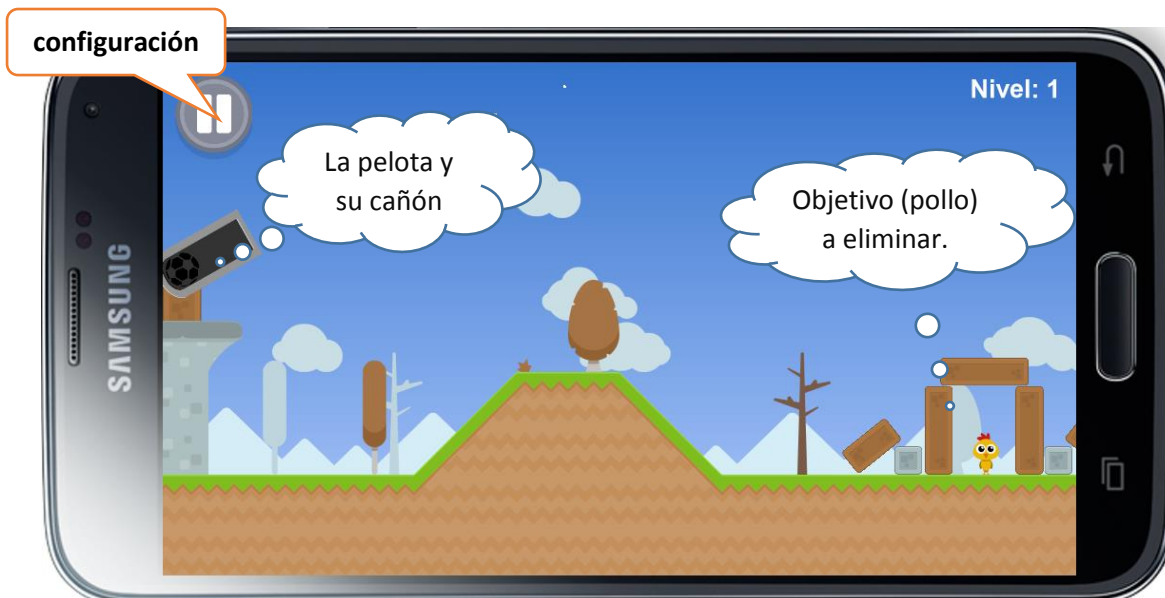 configuración
Nivel: 1
La pelota y
su cañón
Objetivo (pollo)
a eliminar.
SAMSUNG